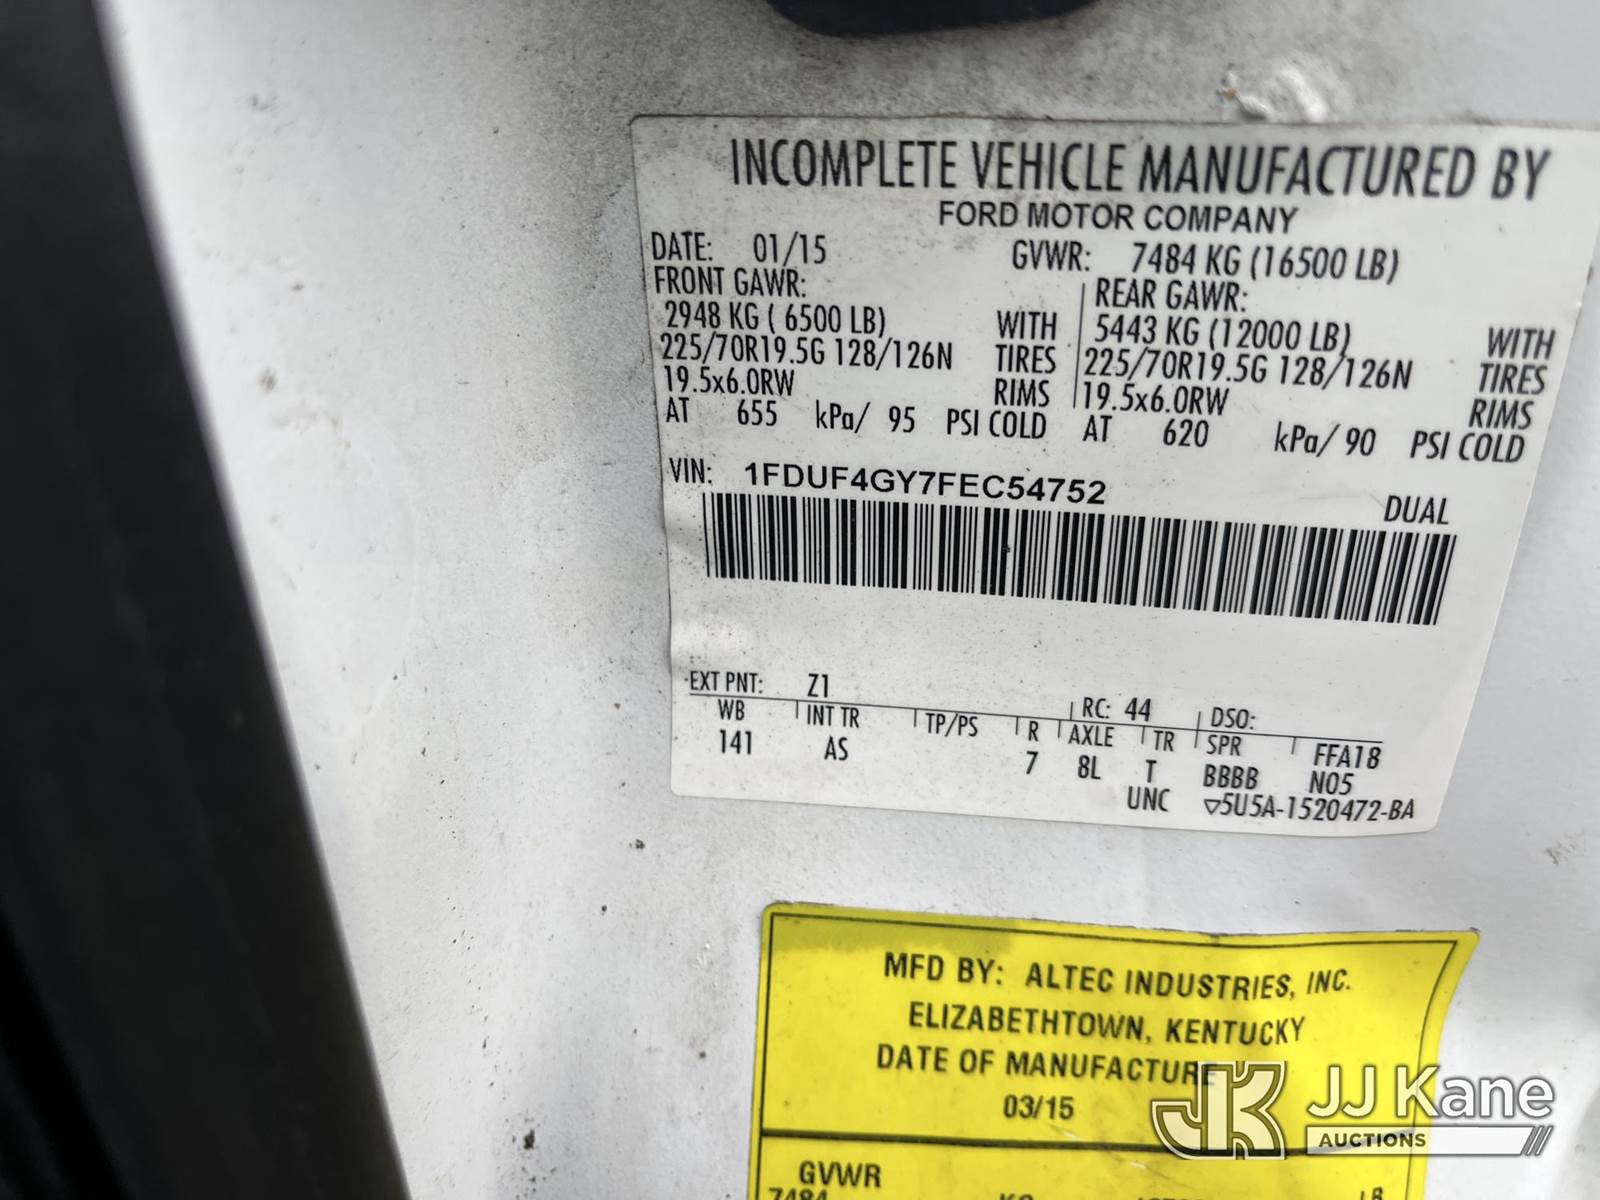 INCOMPLETE VEHICLE MANUFACTURED BY
FORD MOTOR COMPANY
DATE: 01/15 GVWR: 7484 KG (16500 LB)
FRONT GAWR: REAR GAWR:
2948 KG ( 6500 LB) WITH 5443 KG (12000 LB) WITH
225/70R19.5G 128/126N TIRES 225/70R19.5G 128/126N TIRES
19.5x6.0RW RIMS 19.5x6.0RW RIMS
AT 655 kPa/ 95 PSI COLD AT 620 kPa/ 90 PSI COLD
VIN: 1FDUF4GY7FEC54752
DUAL
EXT PNT: Z1 RC: 44 DSO:
WB INT TR TP/PS R AXLE TR SPR FFA18
141 AS 7 8L T BBBB N05
UNC ▽5U5A-1520472-BA
MFD BY: ALTEC INDUSTRIES, INC.
ELIZABETHTOWN, KENTUCKY
DATE OF MANUFACTURE
03/15
GVWR
7484 KG LB
JK JJ Kane
AUCTIONS